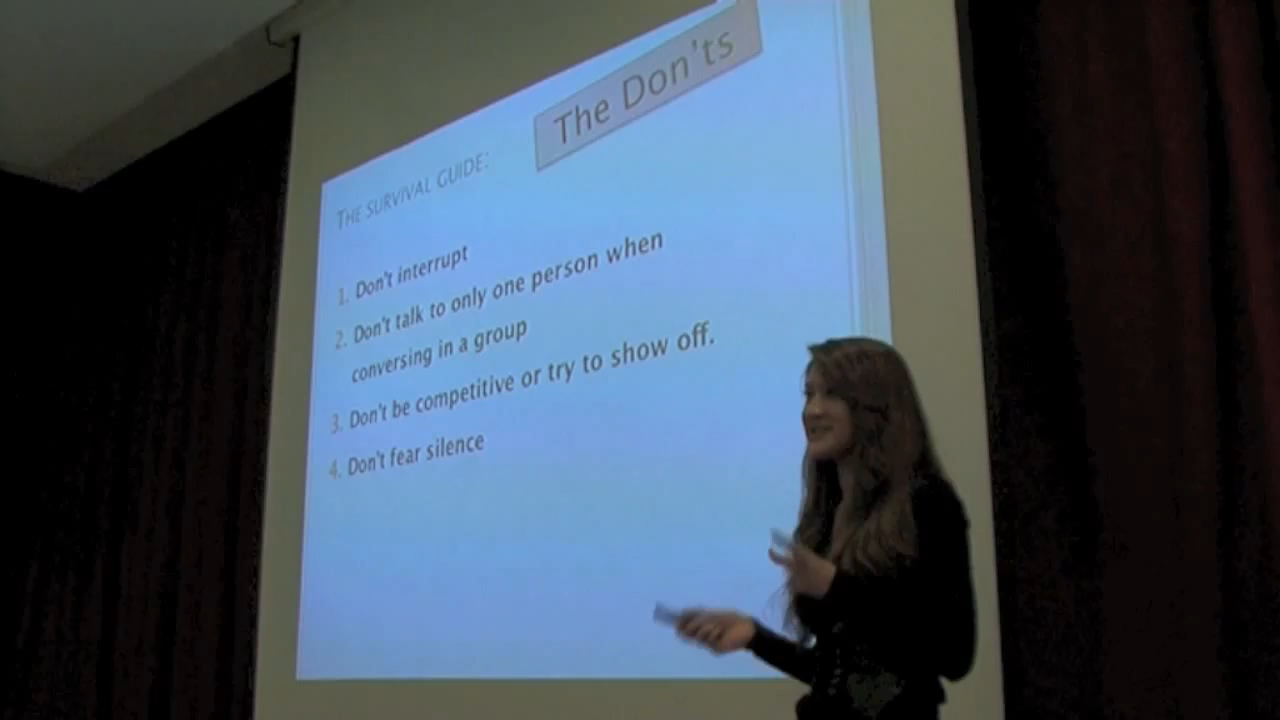 The Don'ts
THE SURVIVAL GUIDE:
1. Don't interrupt
2. Don't talk to only one person when
conversing in a group
3. Don't be competitive or try to show off.
4. Don't fear silence